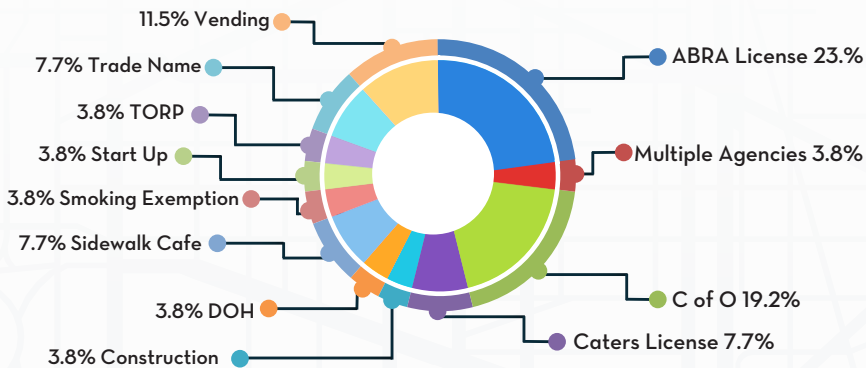 11.5% Vending
7.7% Trade Name
3.8% TORP
3.8% Start Up
3.8% Smoking Exemption
7.7% Sidewalk Cafe
3.8% DOH
3.8% Construction
ABRA License 23.%
Multiple Agencies 3.8%
C of O 19.2%
Caters License 7.7%